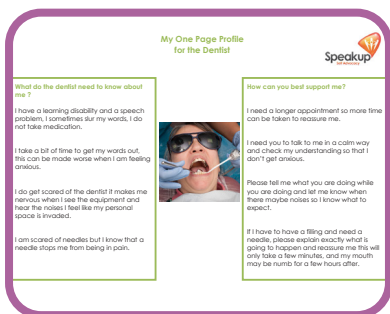 My One Page Profile
for the Dentist
Speakup
Self Advocacy
What do the dentist need to know about
me ?
I have a learning disability and a speech
problem, I sometimes slur my words, I do
not take medication.
I take a bit of time to get my words out,
this can be made worse when I am feeling
anxious.
I do get scared of the dentist it makes me
nervous when I see the equipment and
hear the noises I feel like my personal
space is invaded.
I am scared of needles but I know that a
needle stops me from being in pain.
How can you best support me?
I need a longer appointment so more time
can be taken to reassure me.
I need you to talk to me in a calm way
and check my understanding so that I
don't get anxious.
Please tell me what you are doing while
you are doing and let me know when
there maybe noises so I know what to
expect.
If I have to have a filling and need a
needle, please explain exactly what is
going to happen and reassure me this will
only take a few minutes, and my mouth
may be numb for a few hours after.